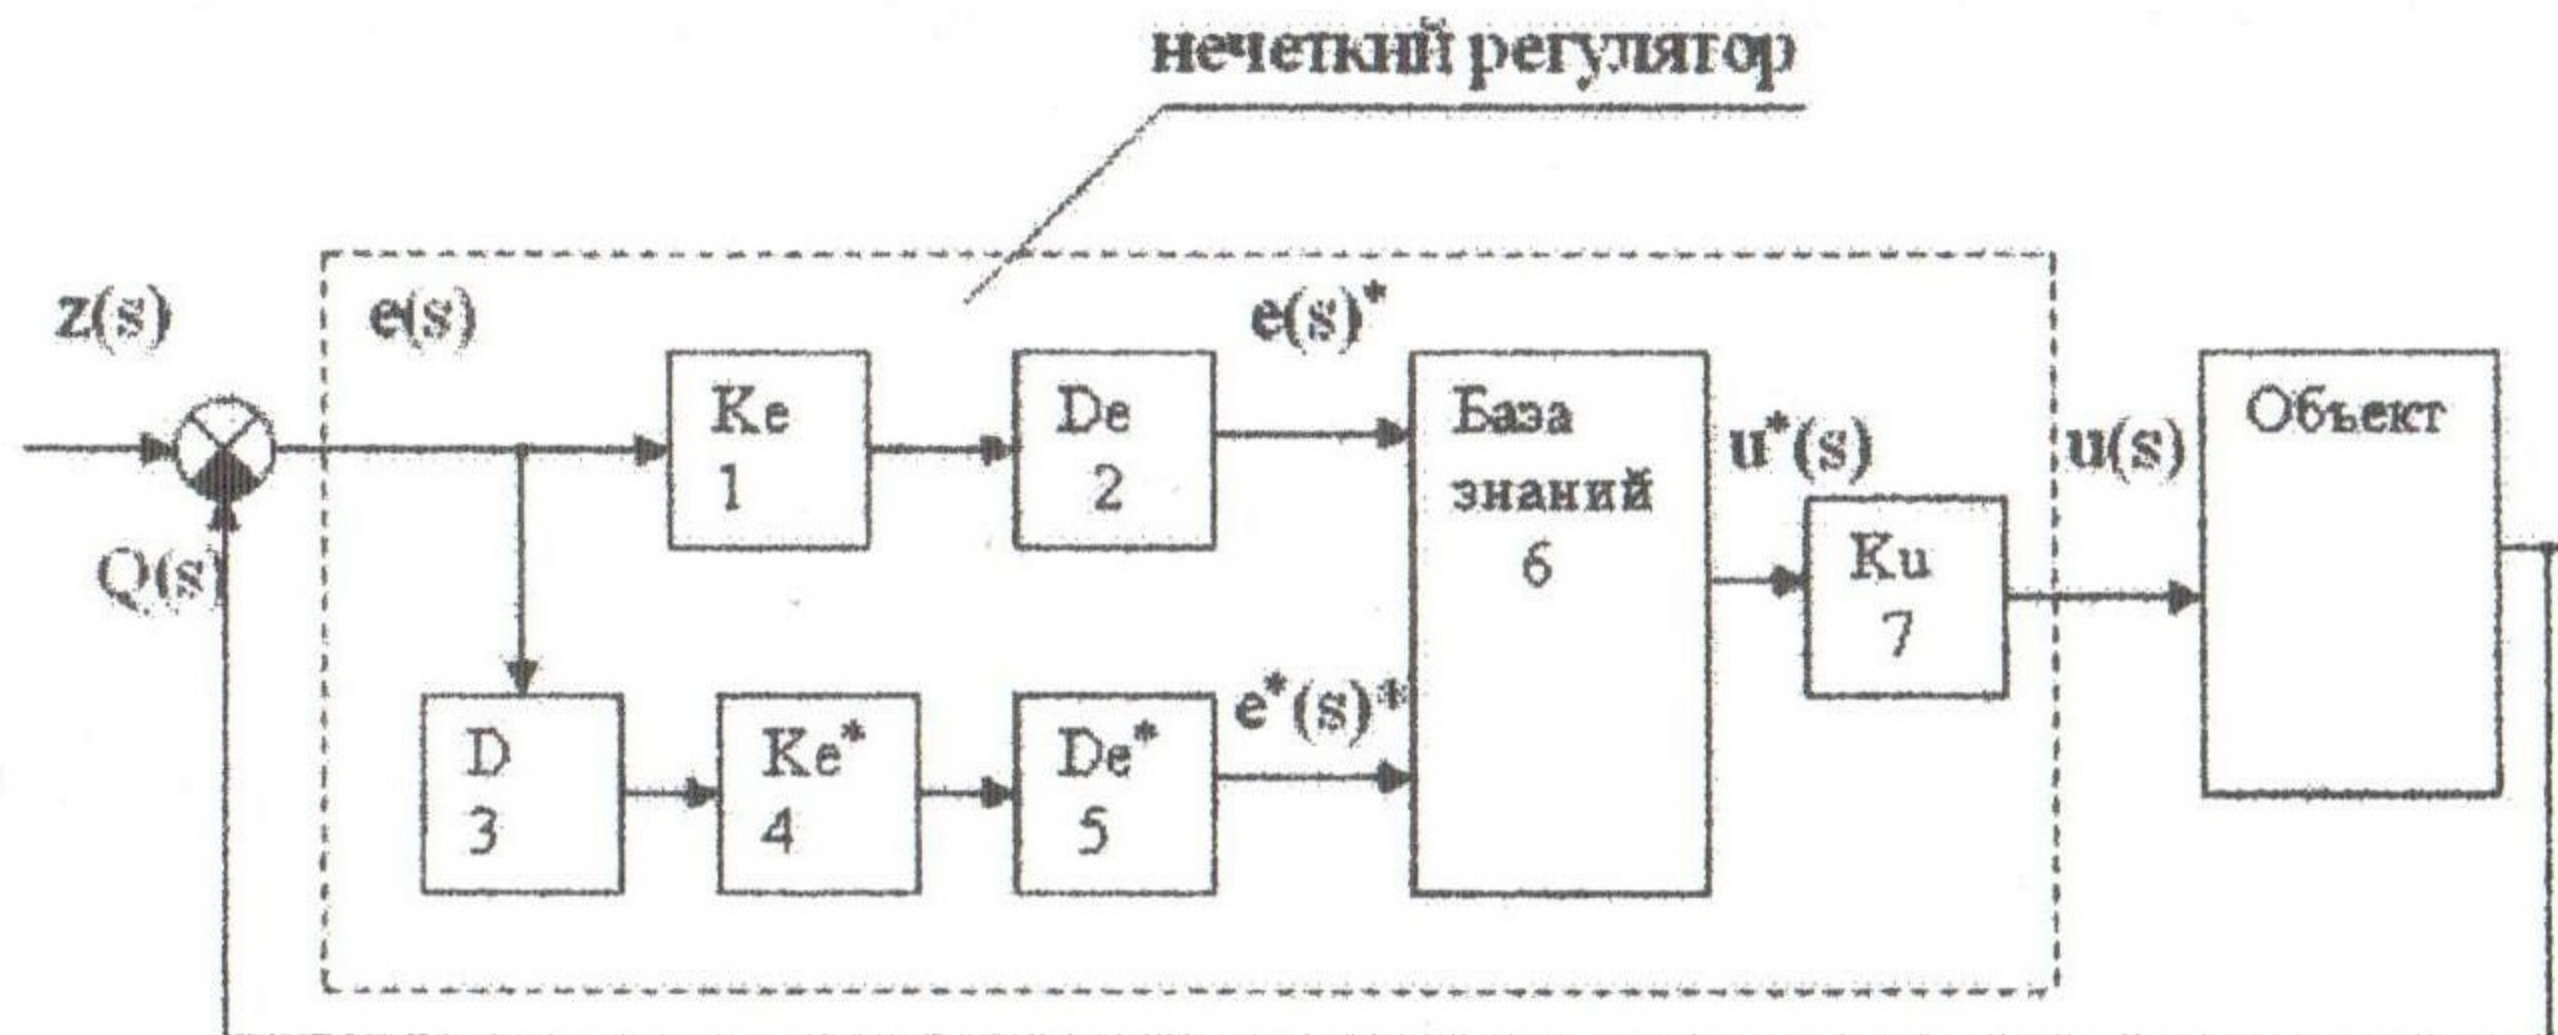 нечеткий регулятор
z(s)
e(s)
e(s)*
Ke
1
De
2
База
знаний
6
u*(s)
u(s)
Объект
Q(s)
Ku
7
e*(s)*
D
3
Ke*
4
De*
5